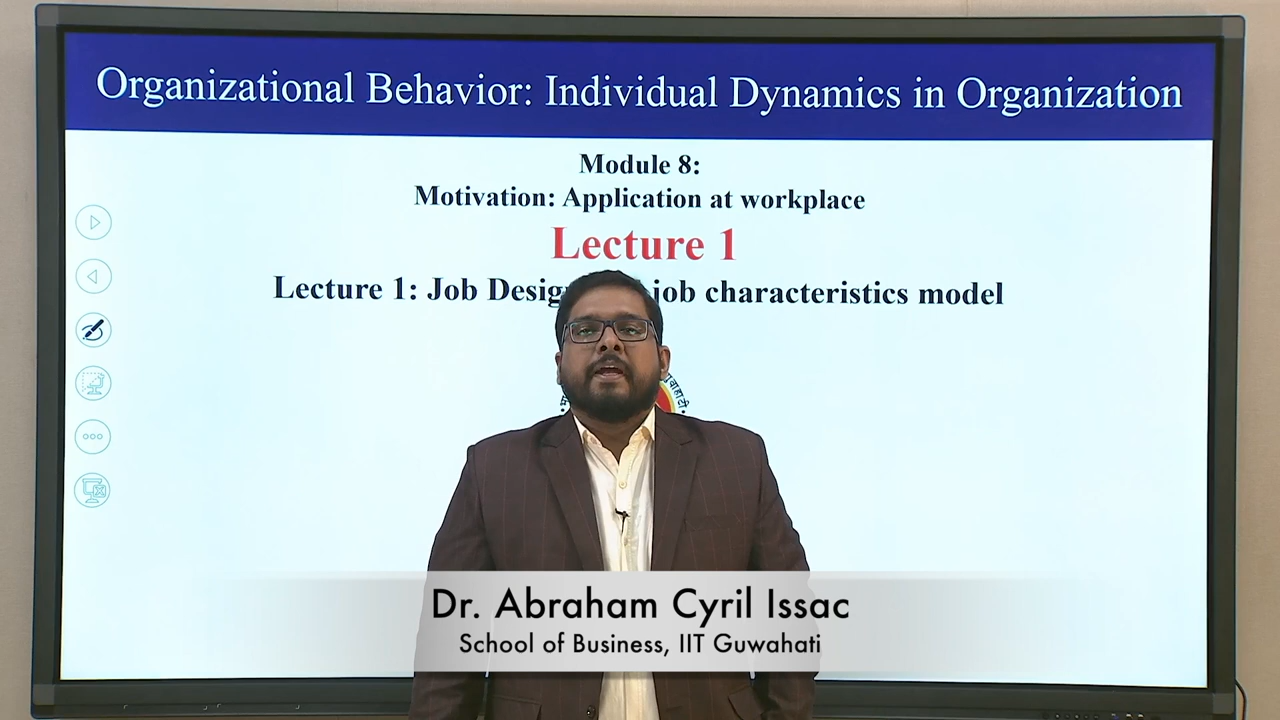 Organizational Behavior: Individual Dynamics in Organization
Module 8:
Motivation: Application at workplace
Lecture 1
Lecture 1: Job job characteristics model
Dr. Abraham Cyril Issac
School of Business, IIT Guwahati